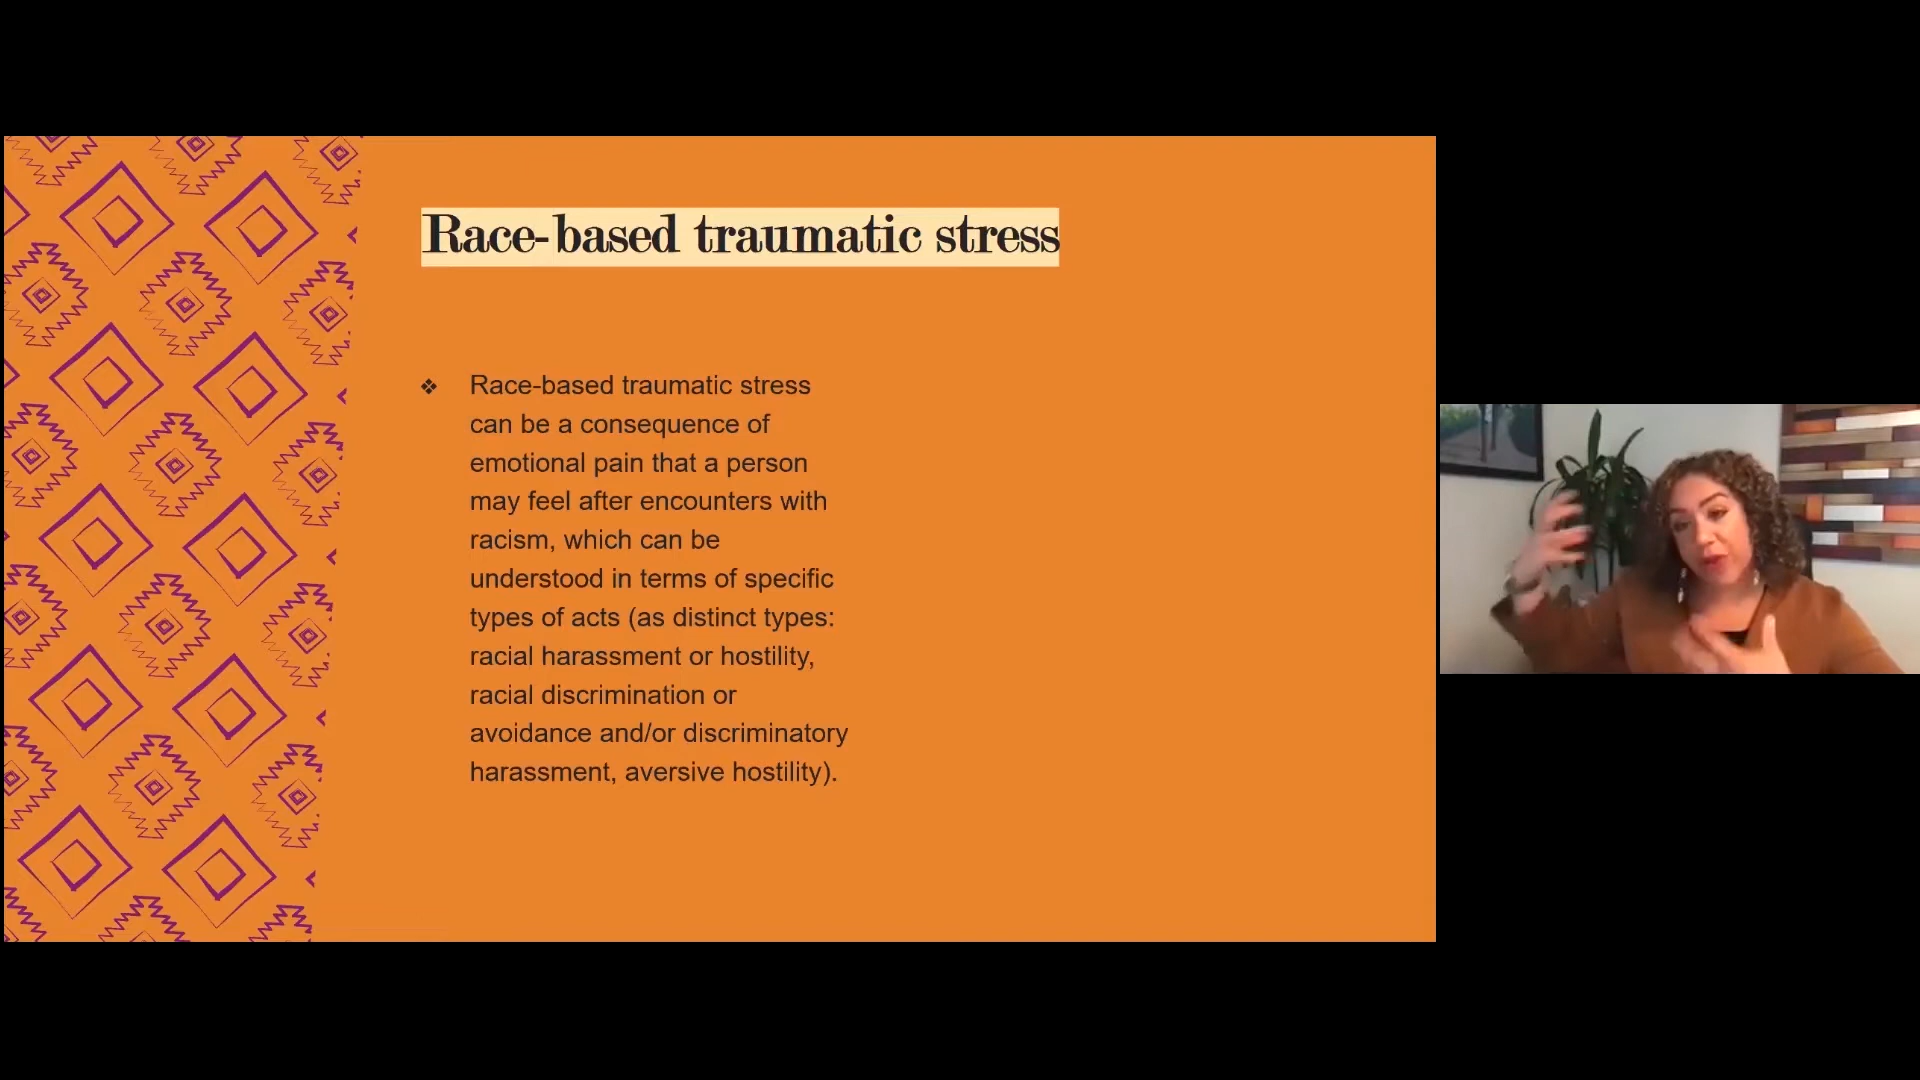 Race-based traumatic stress
❖ Race-based traumatic stress
can be a consequence of
emotional pain that a person
may feel after encounters with
racism, which can be
understood in terms of specific
types of acts (as distinct types:
racial harassment or hostility,
racial discrimination or
avoidance and/or discriminatory
harassment, aversive hostility).